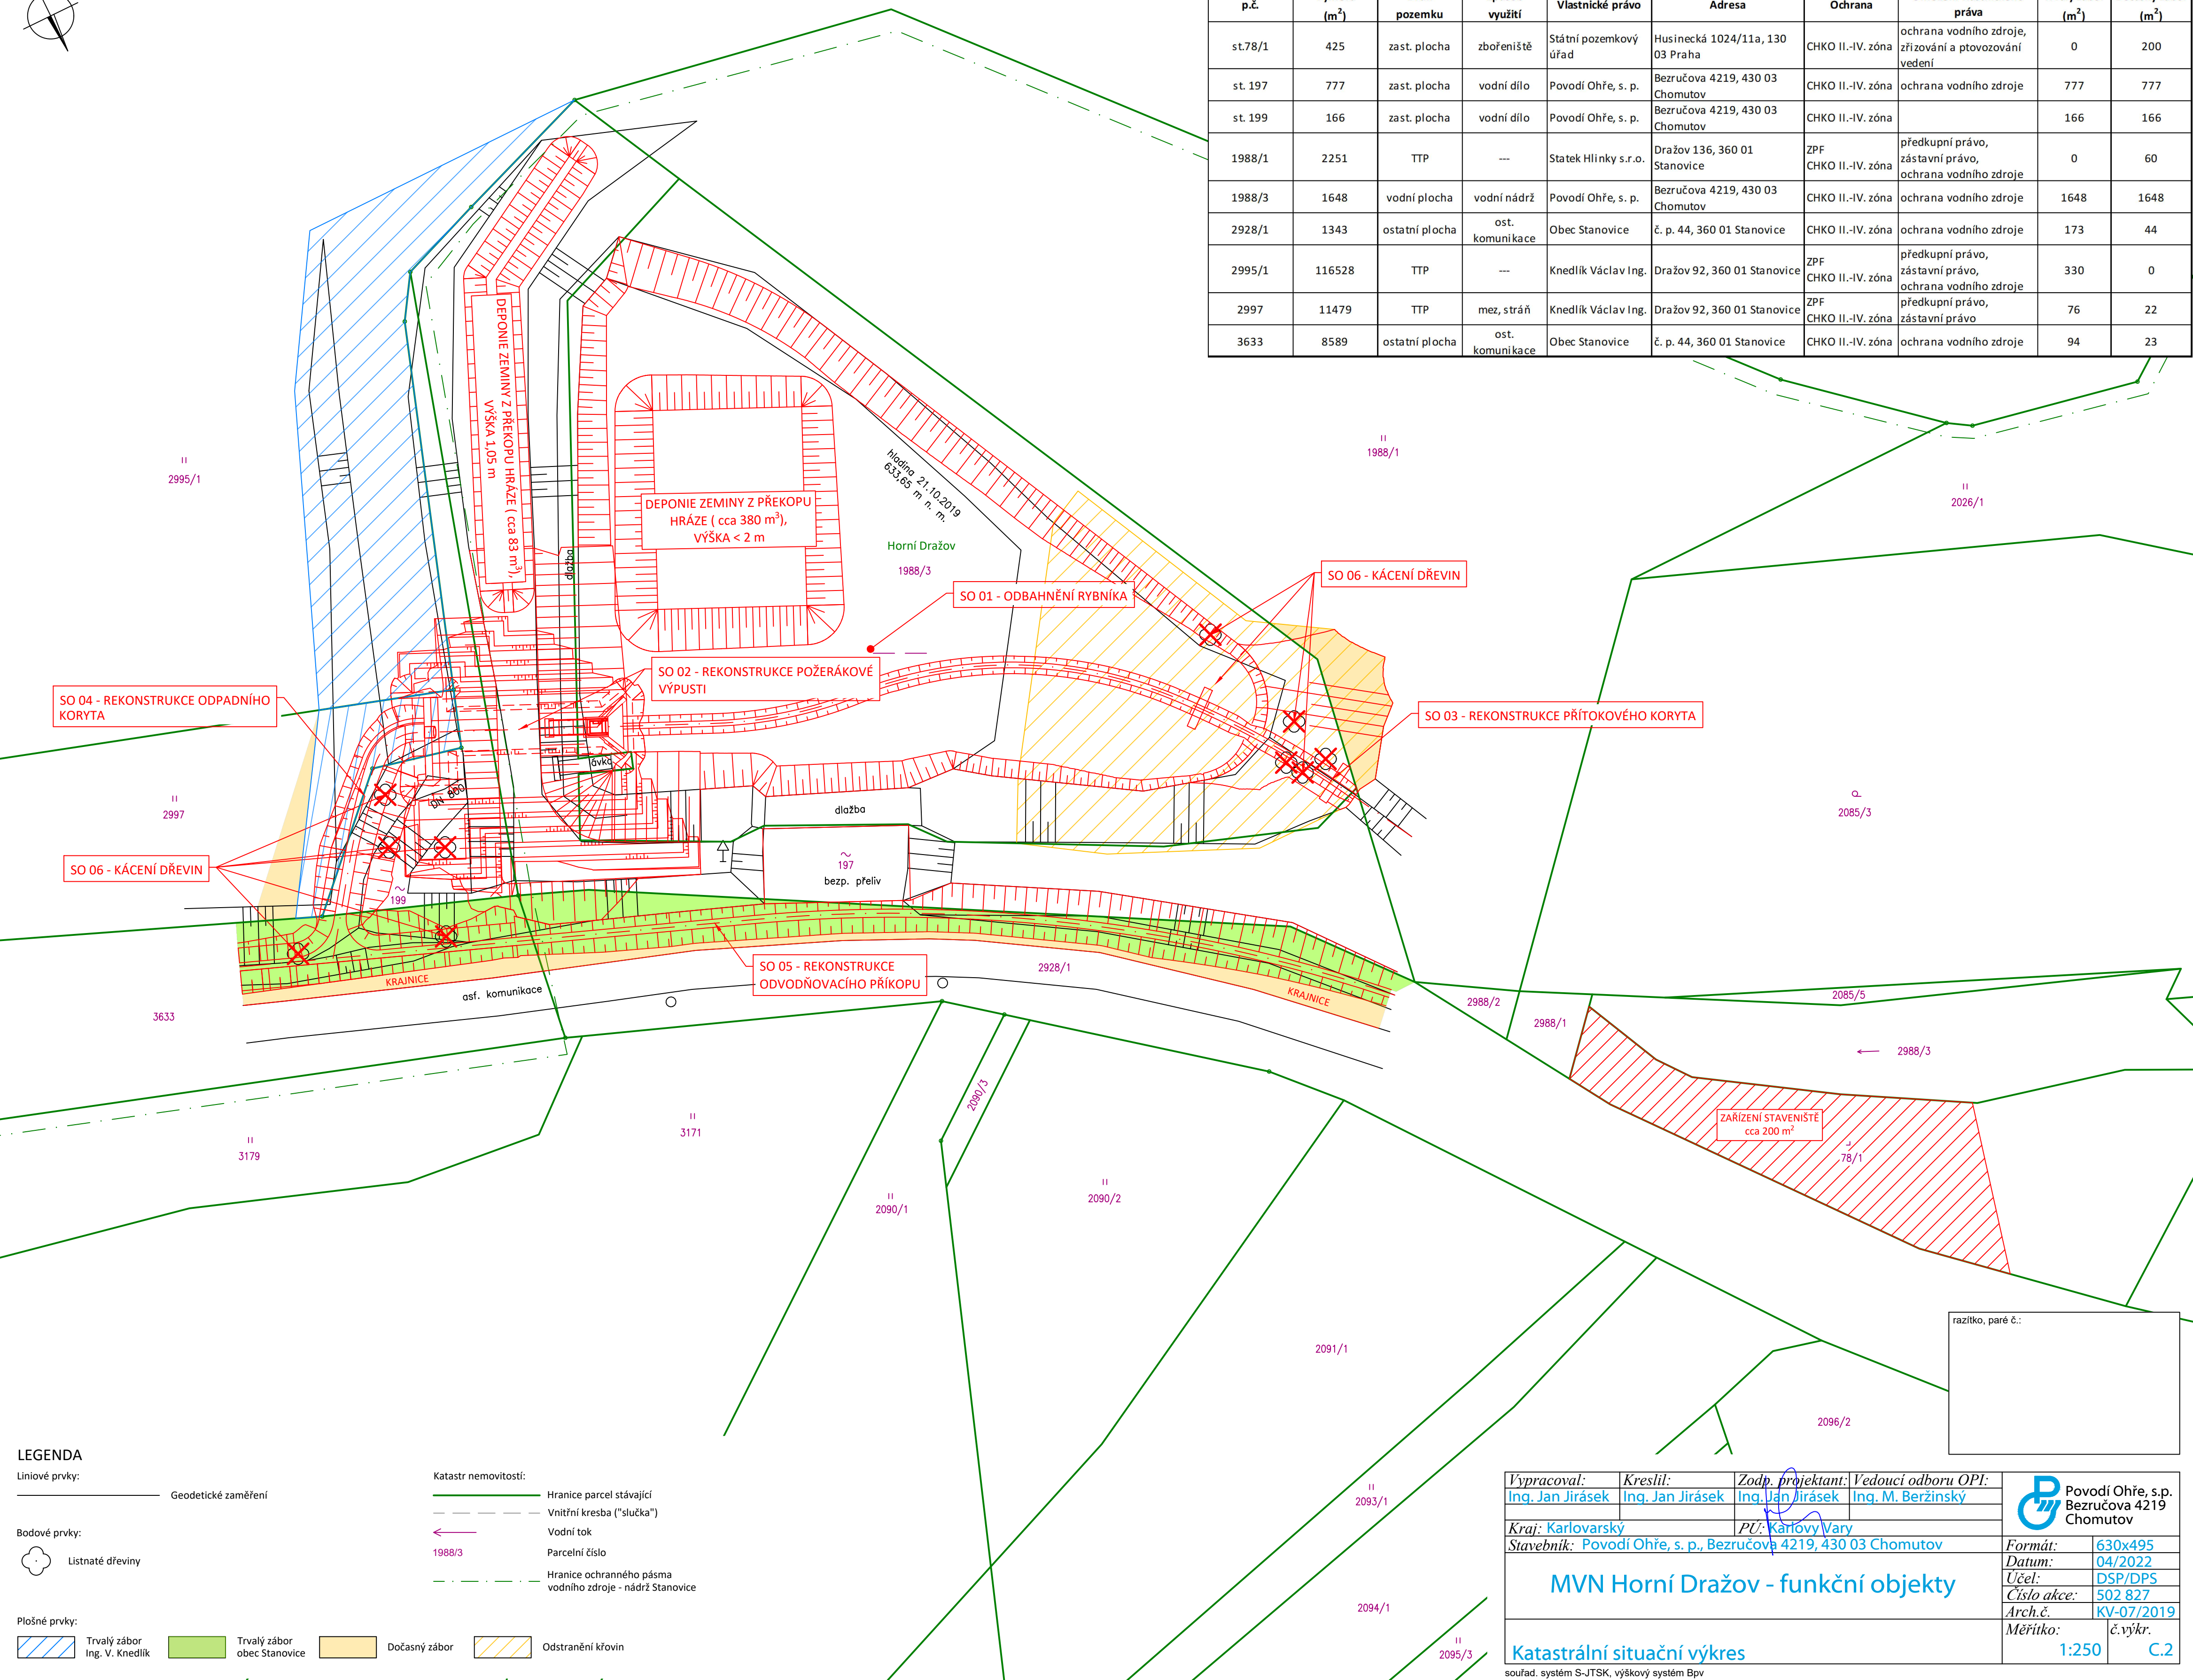 p.č. (m²) pozemku využití Vlastnické právo Adresa Ochrana práva (m²) (m²)
st.78/1 425 zast. plocha zbořeniště Státní pozemkový úřad Husinecká 1024/11a, 130 03 Praha CHKO II.-IV. zóna ochrana vodního zdroje, zřizování a ptovozování vedení 0 200
st. 197 777 zast. plocha vodní dílo Povodí Ohře, s. p. Bezručova 4219, 430 03 Chomutov CHKO II.-IV. zóna ochrana vodního zdroje 777 777
st. 199 166 zast. plocha vodní dílo Povodí Ohře, s. p. Bezručova 4219, 430 03 Chomutov CHKO II.-IV. zóna 166 166
1988/1 2251 TTP --- Statek Hlinky s.r.o. Dražov 136, 360 01 Stanovice ZPF CHKO II.-IV. zóna předkupní právo, zástavní právo, ochrana vodního zdroje 0 60
1988/3 1648 vodní plocha vodní nádrž Povodí Ohře, s. p. Bezručova 4219, 430 03 Chomutov CHKO II.-IV. zóna ochrana vodního zdroje 1648 1648
2928/1 1343 ostatní plocha ost. komunikace Obec Stanovice č. p. 44, 360 01 Stanovice CHKO II.-IV. zóna ochrana vodního zdroje 173 44
2995/1 116528 TTP --- Knedlík Václav Ing. Dražov 92, 360 01 Stanovice ZPF CHKO II.-IV. zóna předkupní právo, zástavní právo, ochrana vodního zdroje 330 0
2997 11479 TTP mez, stráň Knedlík Václav Ing. Dražov 92, 360 01 Stanovice ZPF CHKO II.-IV. zóna předkupní právo, zástavní právo 76 22
3633 8589 ostatní plocha ost. komunikace Obec Stanovice č. p. 44, 360 01 Stanovice CHKO II.-IV. zóna ochrana vodního zdroje 94 23
DEPONIE ZEMINY Z PŘEKOPU HRÁZE ( cca 83 m³),
VÝŠKA 1,05 m
DEPONIE ZEMINY Z PŘEKOPU
HRÁZE ( cca 380 m³),
VÝŠKA < 2 m
hladina 21.10.2019
633,65 m n. m.
dlažba
Horní Dražov
1988/3
1988/1
2026/1
2995/1
SO 01 - ODBAHNĚNÍ RYBNÍKA
SO 06 - KÁCENÍ DŘEVIN
SO 02 - REKONSTRUKCE POŽERÁKOVÉ
VÝPUSTI
SO 04 - REKONSTRUKCE ODPADNÍHO
KORYTA
SO 03 - REKONSTRUKCE PŘÍTOKOVÉHO KORYTA
lávka
DN 800
2997
dlažba
2085/3
SO 06 - KÁCENÍ DŘEVIN
197
bezp. přeliv
199
SO 05 - REKONSTRUKCE
ODVODŇOVACÍHO PŘÍKOPU
2928/1
KRAJNICE
asf. komunikace
KRAJNICE
3633
2988/2
2988/1
2085/5
2988/3
2090/3
3171
3179
ZAŘÍZENÍ STAVENIŠTĚ
cca 200 m²
78/1
2090/1
2090/2
2091/1
2096/2
2093/1
2094/1
2095/3
razítko, paré č.:
LEGENDA
Liniové prvky:
Geodetické zaměření
Bodové prvky:
Listnaté dřeviny
Katastr nemovitostí:
Hranice parcel stávající
Vnitřní kresba ("slučka")
Vodní tok
1988/3 Parcelní číslo
Hranice ochranného pásma
vodního zdroje - nádrž Stanovice
Plošné prvky:
Trvalý zábor
Ing. V. Knedlík
Trvalý zábor
obec Stanovice
Dočasný zábor
Odstranění křovin
Vypracoval: Kreslil: Zodp. projektant: Vedoucí odboru OPI:
Ing. Jan Jirásek Ing. Jan Jirásek Ing. Jan Jirásek Ing. M. Beržinský
Kraj: Karlovarský PÚ: Karlovy Vary
Stavebník: Povodí Ohře, s. p., Bezručova 4219, 430 03 Chomutov
MVN Horní Dražov - funkční objekty
Katastrální situační výkres
Povodí Ohře, s.p.
Bezručova 4219
Chomutov
Formát: 630x495
Datum: 04/2022
Účel: DSP/DPS
Číslo akce: 502 827
Arch.č. KV-07/2019
Měřítko: č.výkr.
1:250 C.2
souřad. systém S-JTSK, výškový systém Bpv